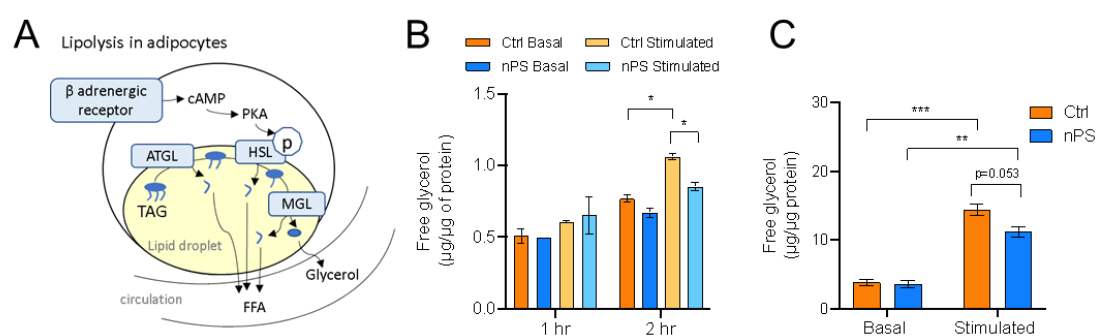 A
Lipolysis in adipocytes
β adrenergic
receptor
cAMP
PKA
p
ATGL
HSL
TAG
MGL
Lipid droplet
Glycerol
circulation
FFA
B
Ctrl Basal
Ctrl Stimulated
nPS Basal
nPS Stimulated
Free glycerol
(µg/µg of protein)
1.5
1.0
0.5
0.0
*
*
1 hr
2 hr
C
Ctrl
nPS
Free glycerol
(µg/µg protein)
30
20
10
0
***
**
p=0.053
Basal
Stimulated